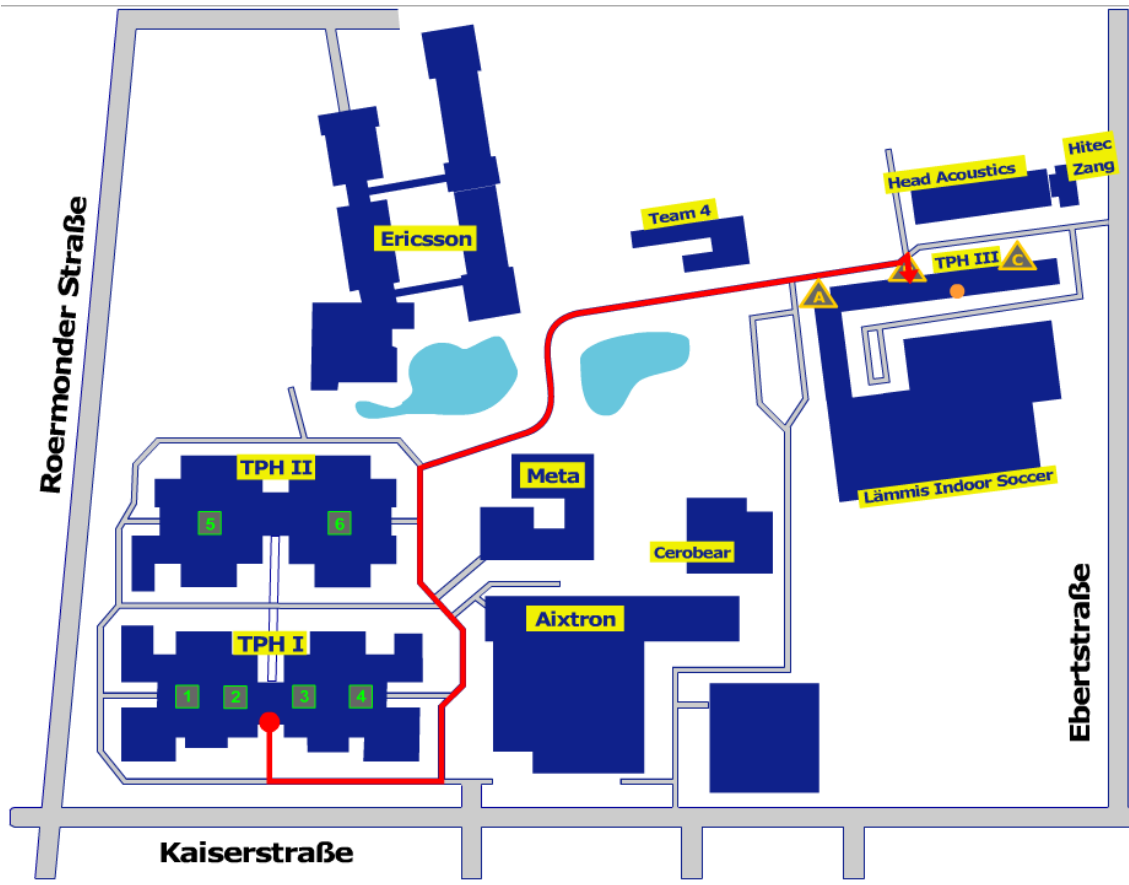 Hitec
Zang
Head Acoustics
Team 4
Ericsson
TPH III
C
A
Roermonder Straße
TPH II
Meta
Lämmis Indoor Soccer
5
6
Cerobear
Aixtron
TPH I
Ebertstraße
1
2
3
4
Kaiserstraße